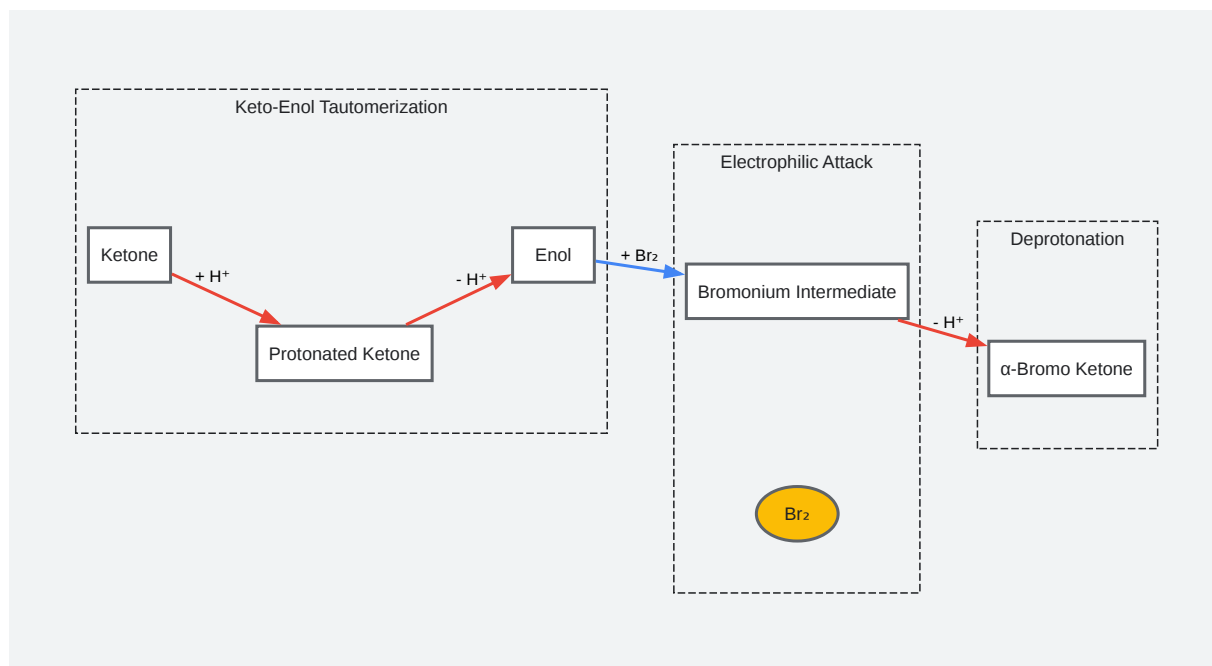 Keto-Enol Tautomerization
Ketone
+ H⁺
Protonated Ketone
- H⁺
Enol
+ Br₂
Electrophilic Attack
Bromonium Intermediate
Br₂
- H⁺
Deprotonation
α-Bromo Ketone